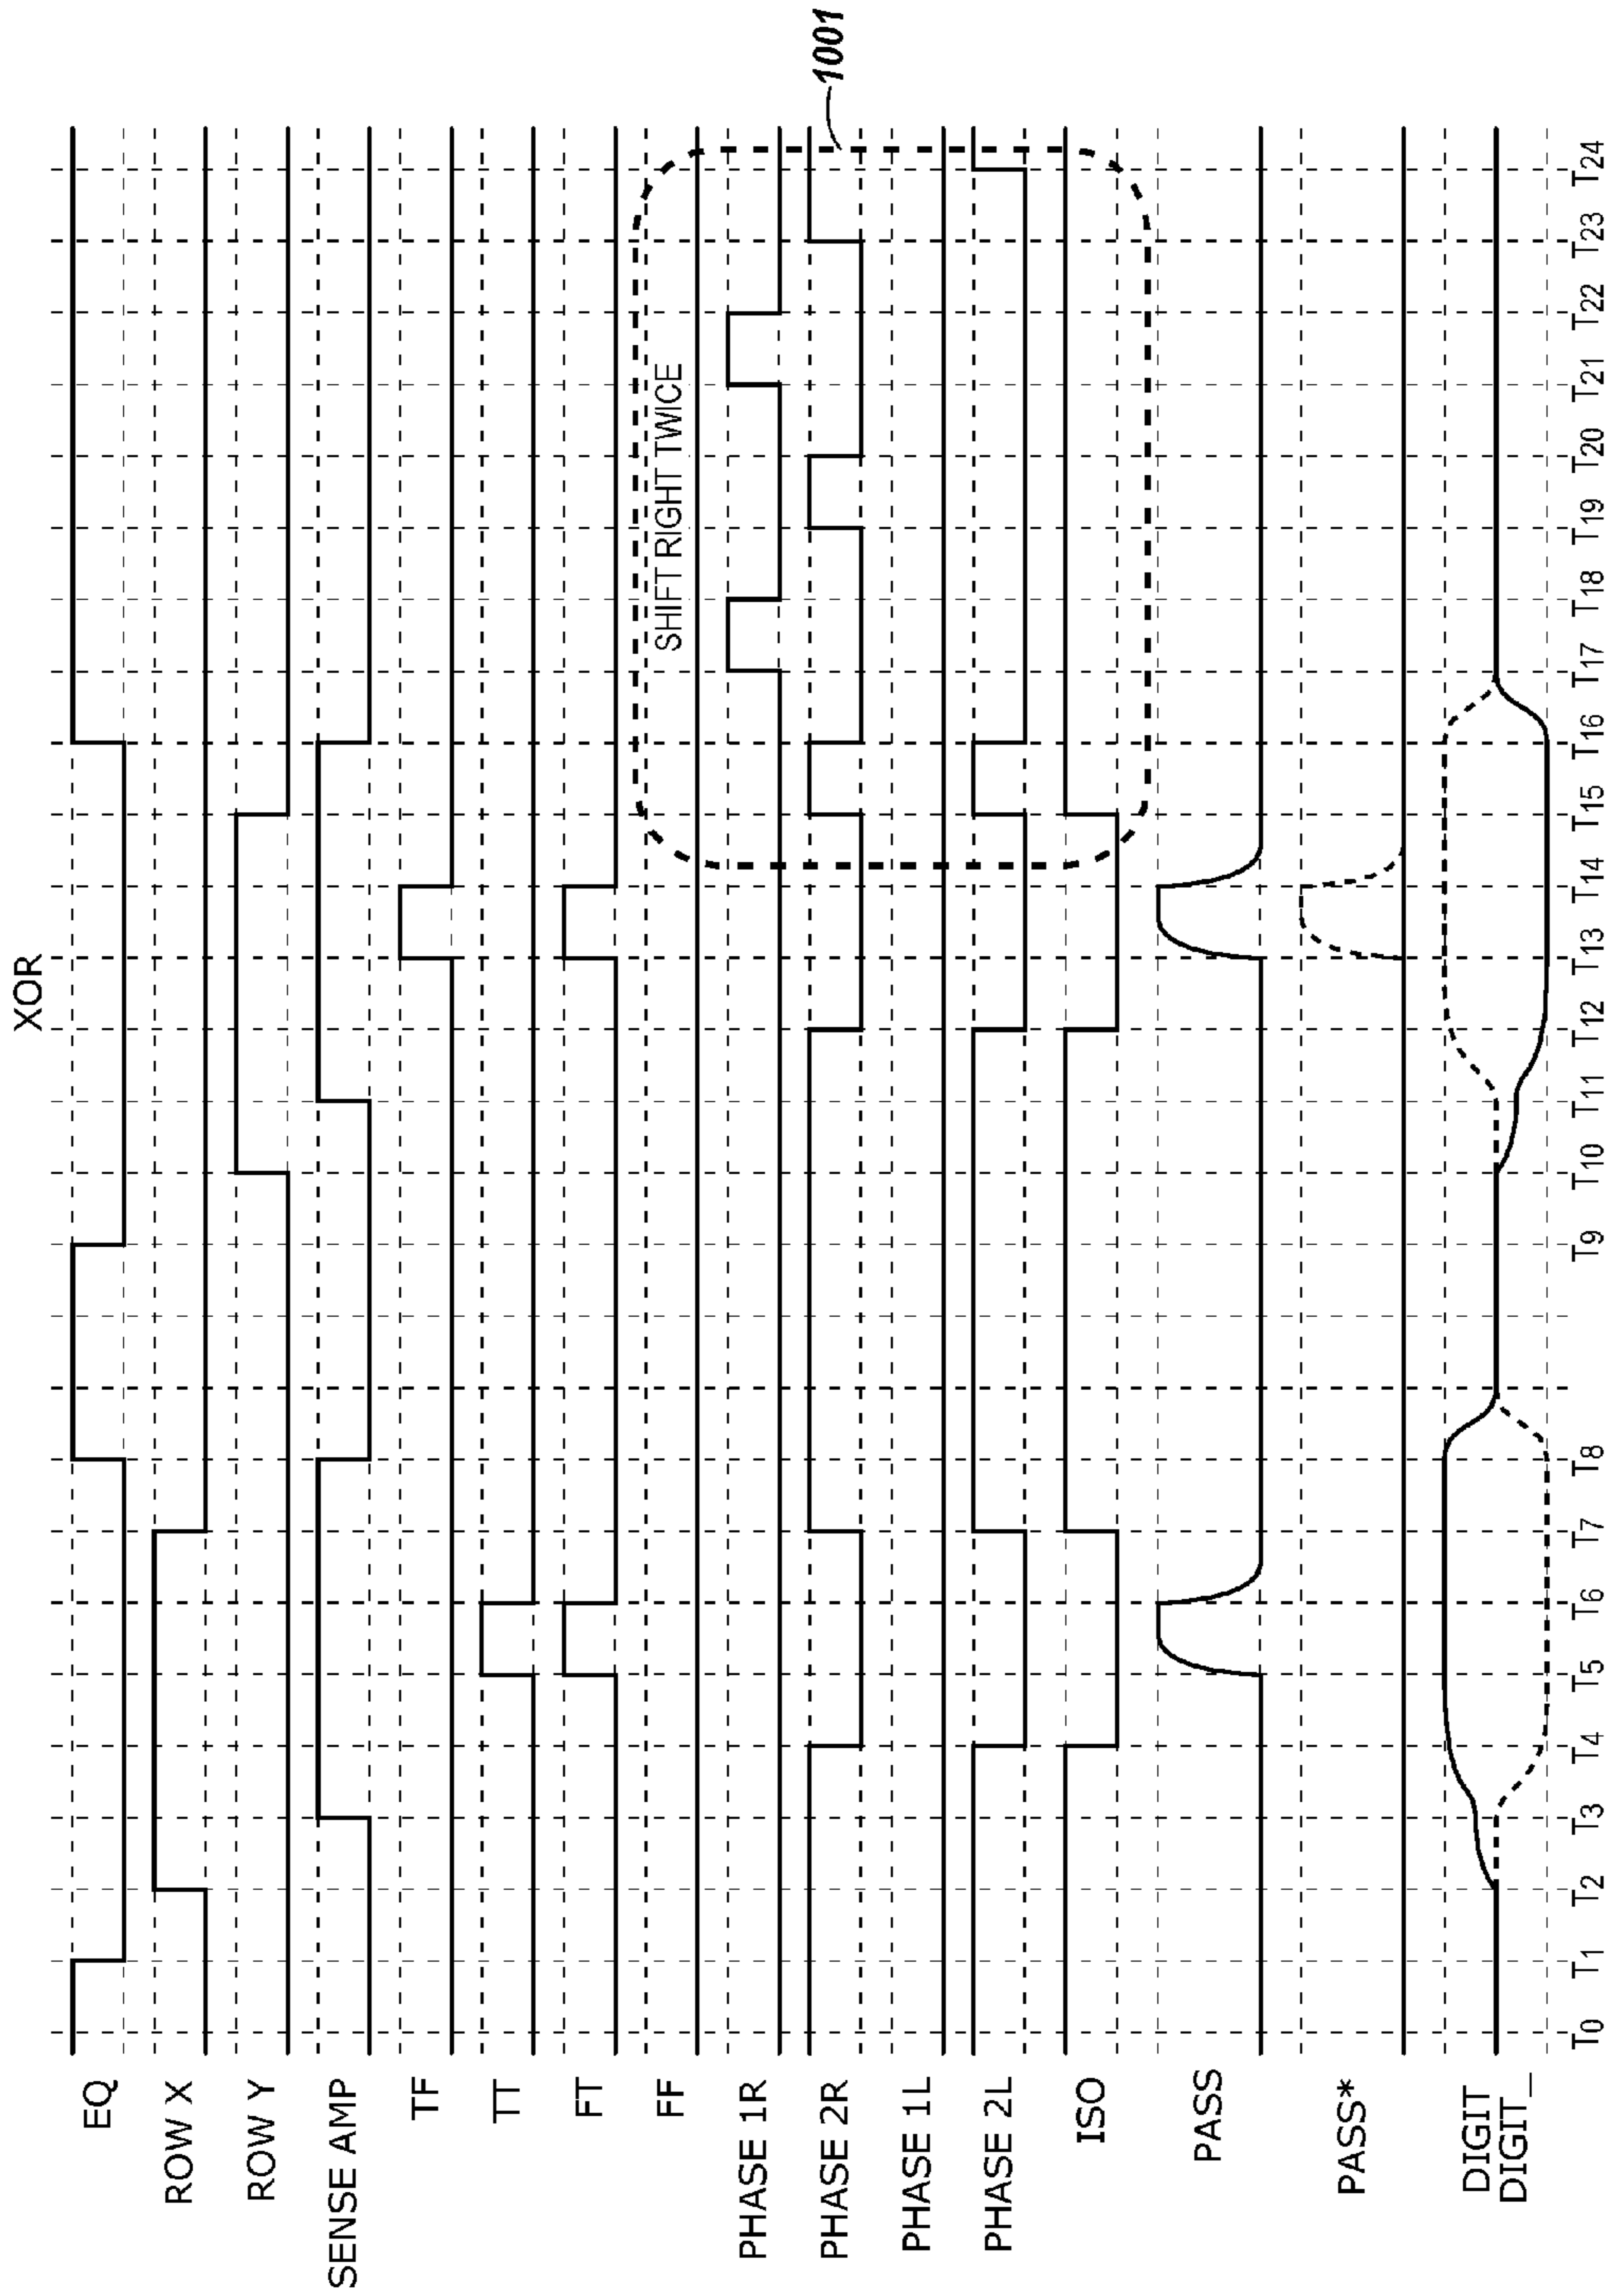 XOR
EQ
ROW X
ROW Y
SENSE AMP
TF
TT
FT
FF
SHIFT RIGHT TWICE
PHASE 1R
PHASE 2R
1001
PHASE 1L
PHASE 2L
ISO
PASS
PASS*
DIGIT
DIGIT_
T0 T1 T2 T3 T4 T5 T6 T7 T8 T9 T10 T11 T12 T13 T14 T15 T16 T17 T18 T19 T20 T21 T22 T23 T24